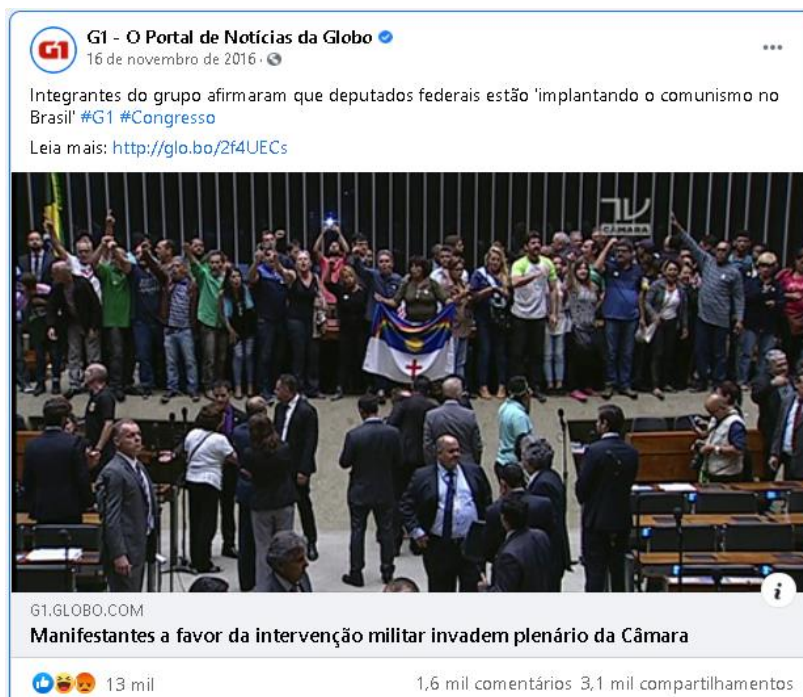 G1
G1 - O Portal de Notícias da Globo
16 de novembro de 2016 ·
Integrantes do grupo afirmaram que deputados federais estão 'implantando o comunismo no
Brasil' #G1 #Congresso
Leia mais: http://glo.bo/2f4UECs
TV
CÂMARA
i
G1.GLOBO.COM
Manifestantes a favor da intervenção militar invadem plenário da Câmara
13 mil 1,6 mil comentários 3,1 mil compartilhamentos